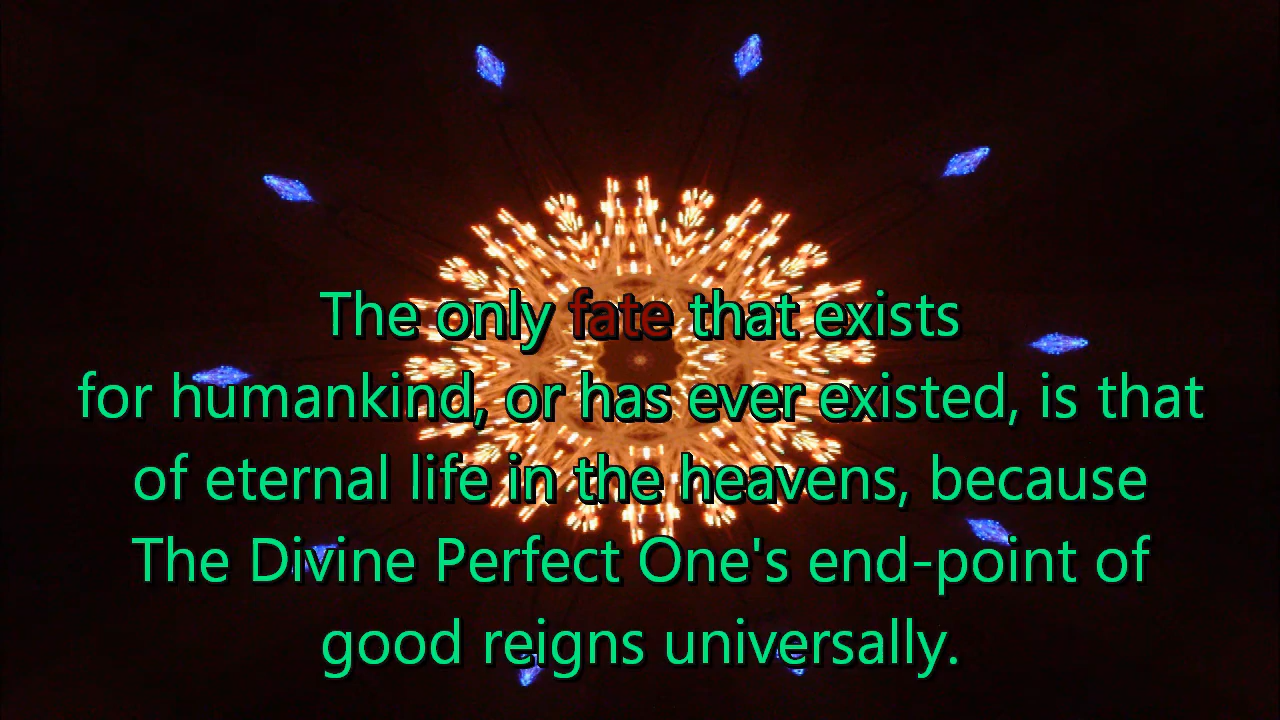 The only fate that exists
for humankind, or has ever existed, is that
of eternal life in the heavens, because
The Divine Perfect One's end-point of
good reigns universally.